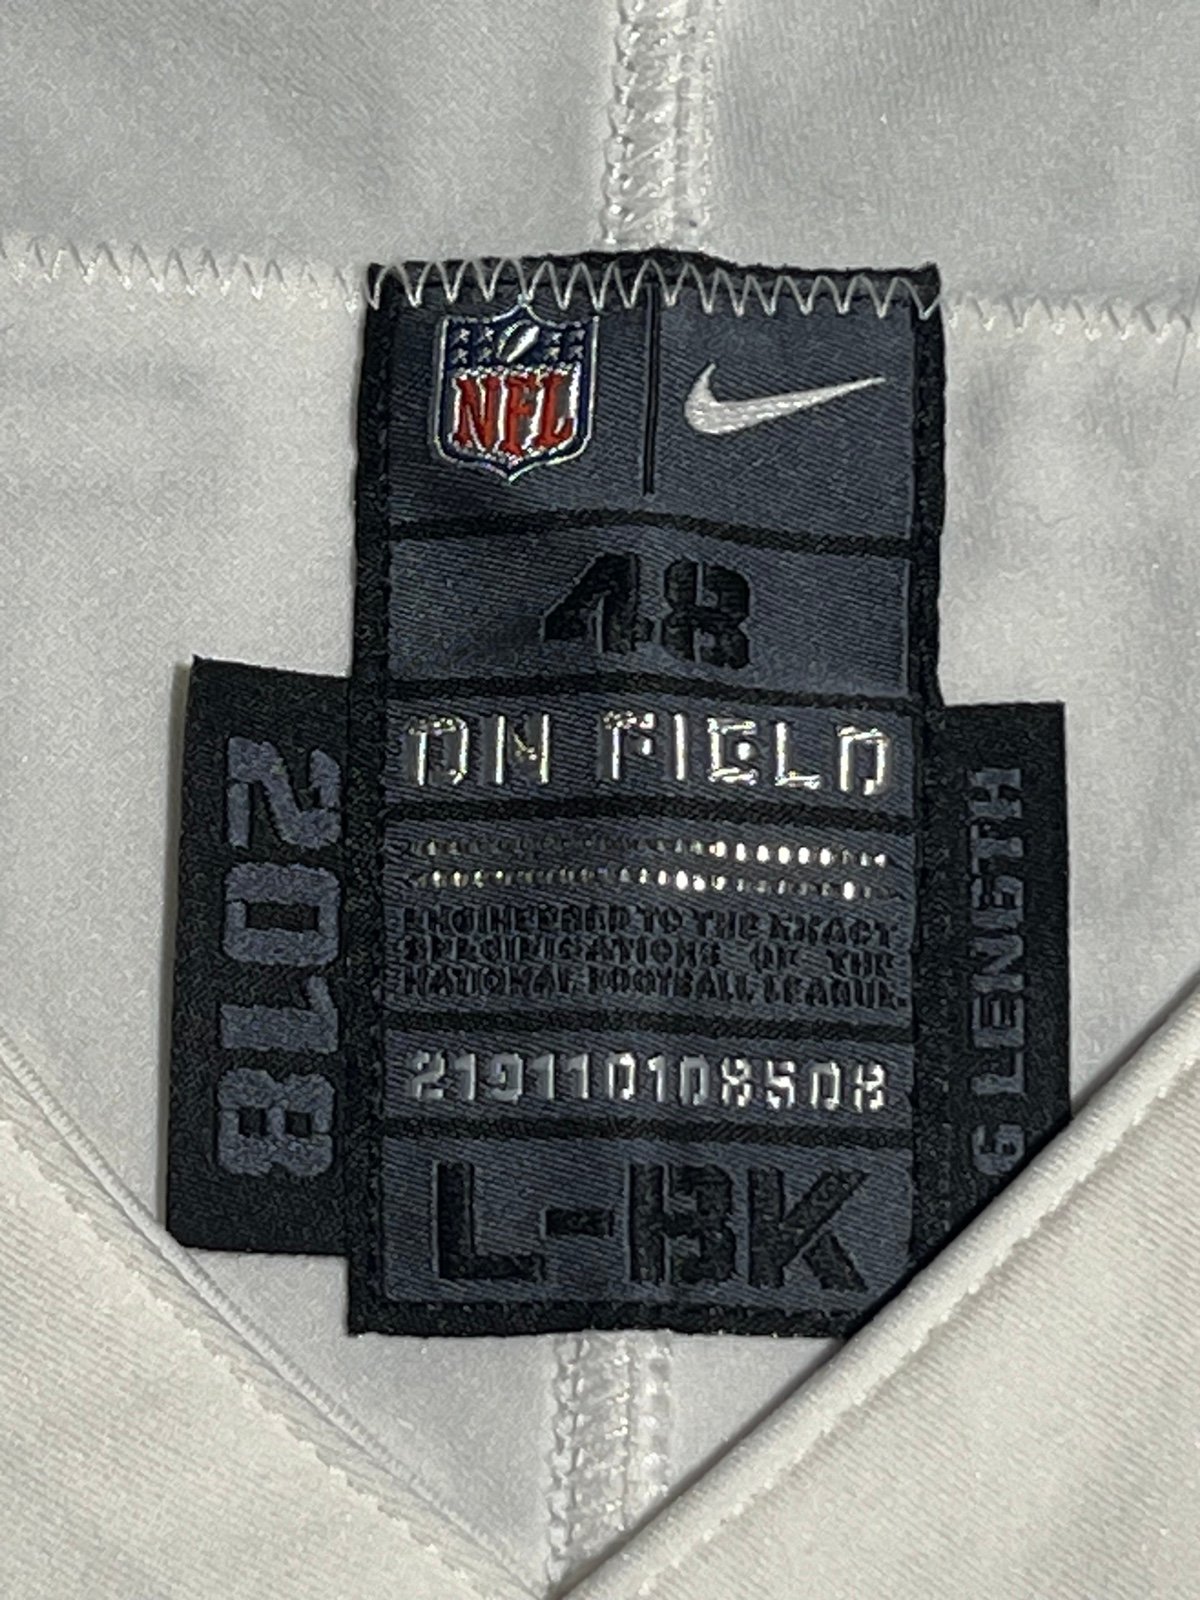 NFL
48
ON FIELD
ENGINEERED TO THE EXACT
SPECIFICATIONS OF THE
NATIONAL FOOTBALL LEAGUE.
219110108508
L-BK
2018
6 LENGTH